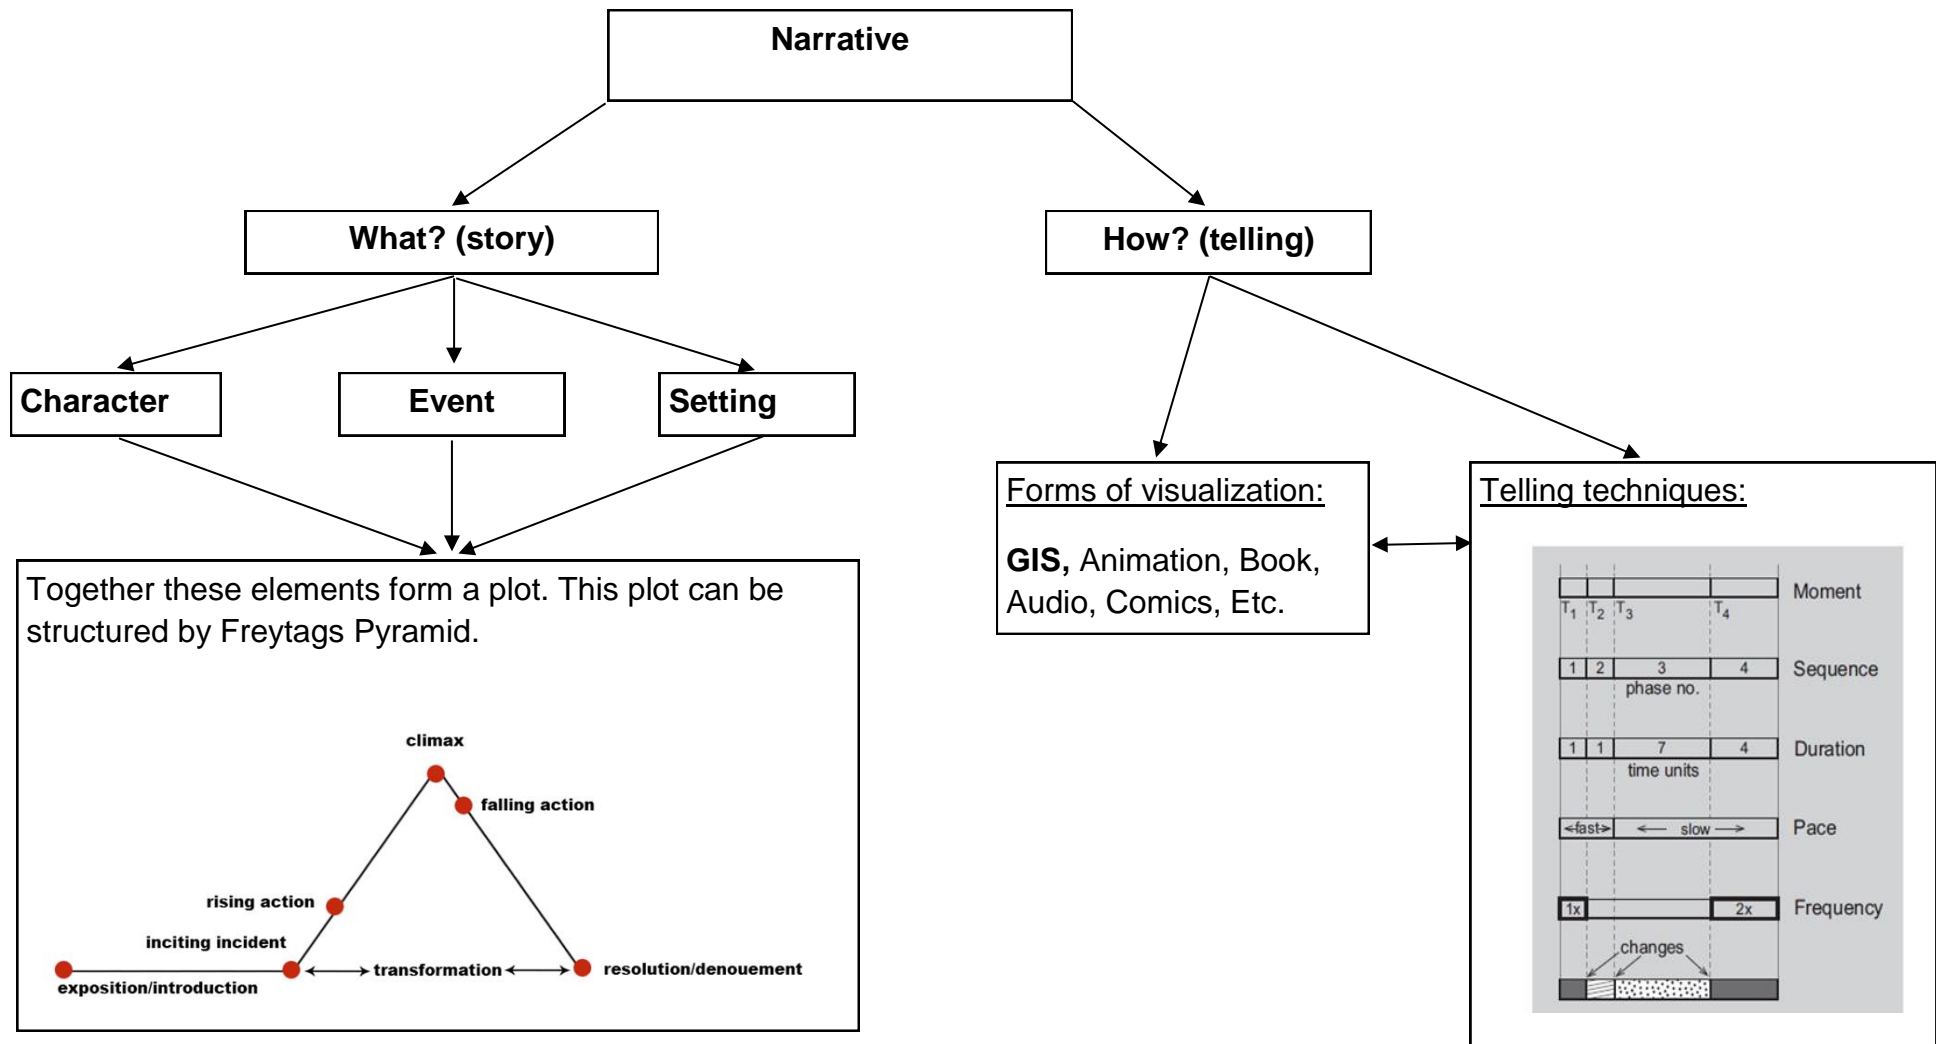 Narrative
What? (story)
How? (telling)
Character
Event
Setting
Together these elements form a plot. This plot can be
structured by Freytags Pyramid.
climax
falling action
rising action
inciting incident
transformation
resolution/denouement
exposition/introduction
Forms of visualization:
GIS, Animation, Book,
Audio, Comics, Etc.
Telling techniques:
Moment
T1 T2 T3 T4
1 2 3 4 Sequence
phase no.
1 1 7 4 Duration
time units
fast slow Pace
1x 2x Frequency
changes